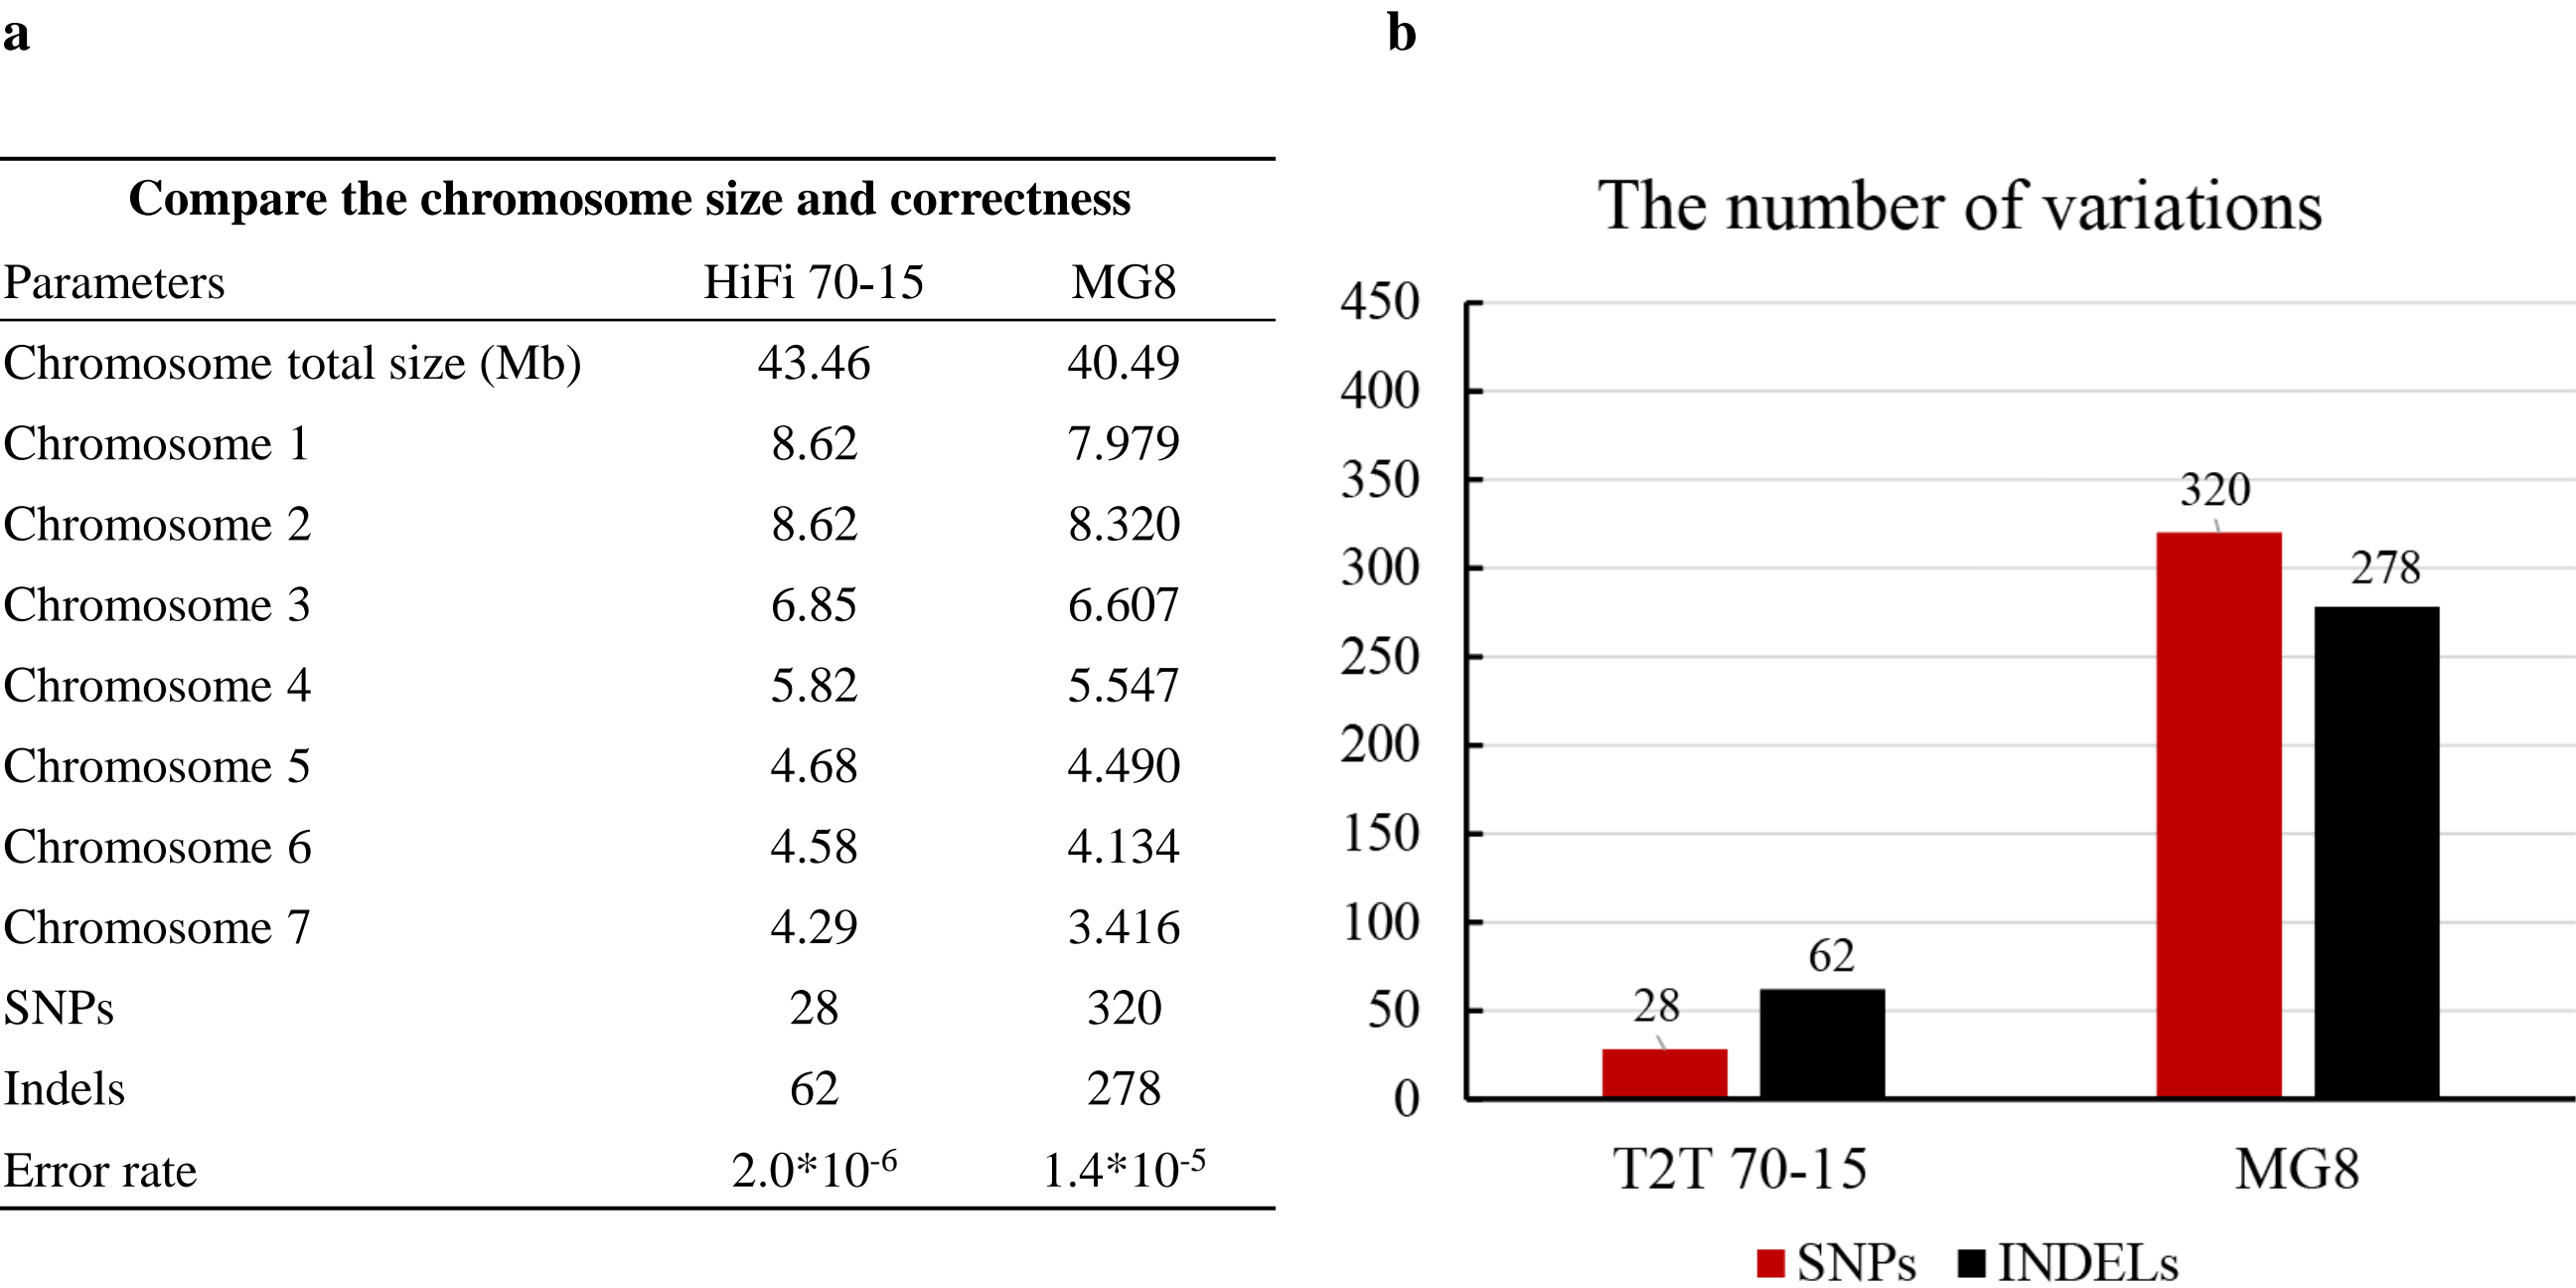 a
Compare the chromosome size and correctness
Parameters HiFi 70-15 MG8
Chromosome total size (Mb) 43.46 40.49
Chromosome 1 8.62 7.979
Chromosome 2 8.62 8.320
Chromosome 3 6.85 6.607
Chromosome 4 5.82 5.547
Chromosome 5 4.68 4.490
Chromosome 6 4.58 4.134
Chromosome 7 4.29 3.416
SNPs 28 320
Indels 62 278
Error rate 2.0*10⁻⁶ 1.4*10⁻⁵
b
The number of variations
450
400
350
300
250
200
150
100
50
0
28
62
320
278
T2T 70-15 MG8
SNPs INDELs